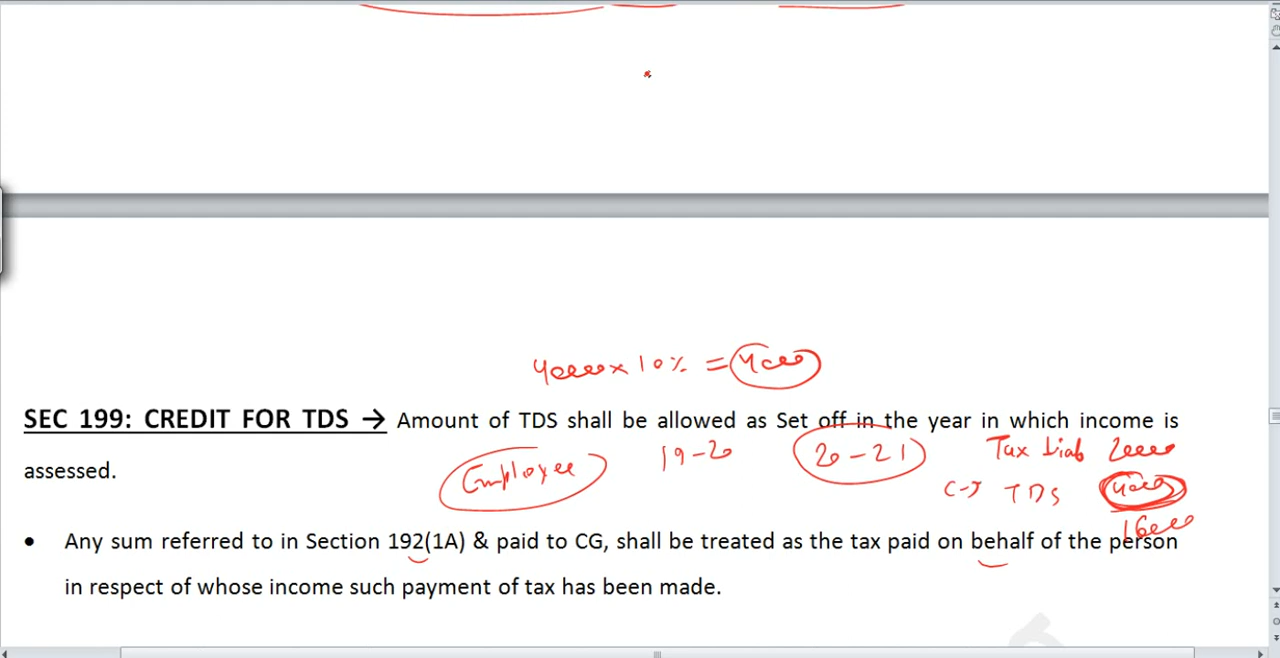 40000 x 10% = 4000
SEC 199: CREDIT FOR TDS → Amount of TDS shall be allowed as Set off in the year in which income is
assessed.
Employee 19-20 20-21 Tax Liab 20000
(-) TDS 4000
16000
• Any sum referred to in Section 192(1A) & paid to CG, shall be treated as the tax paid on behalf of the person
in respect of whose income such payment of tax has been made.